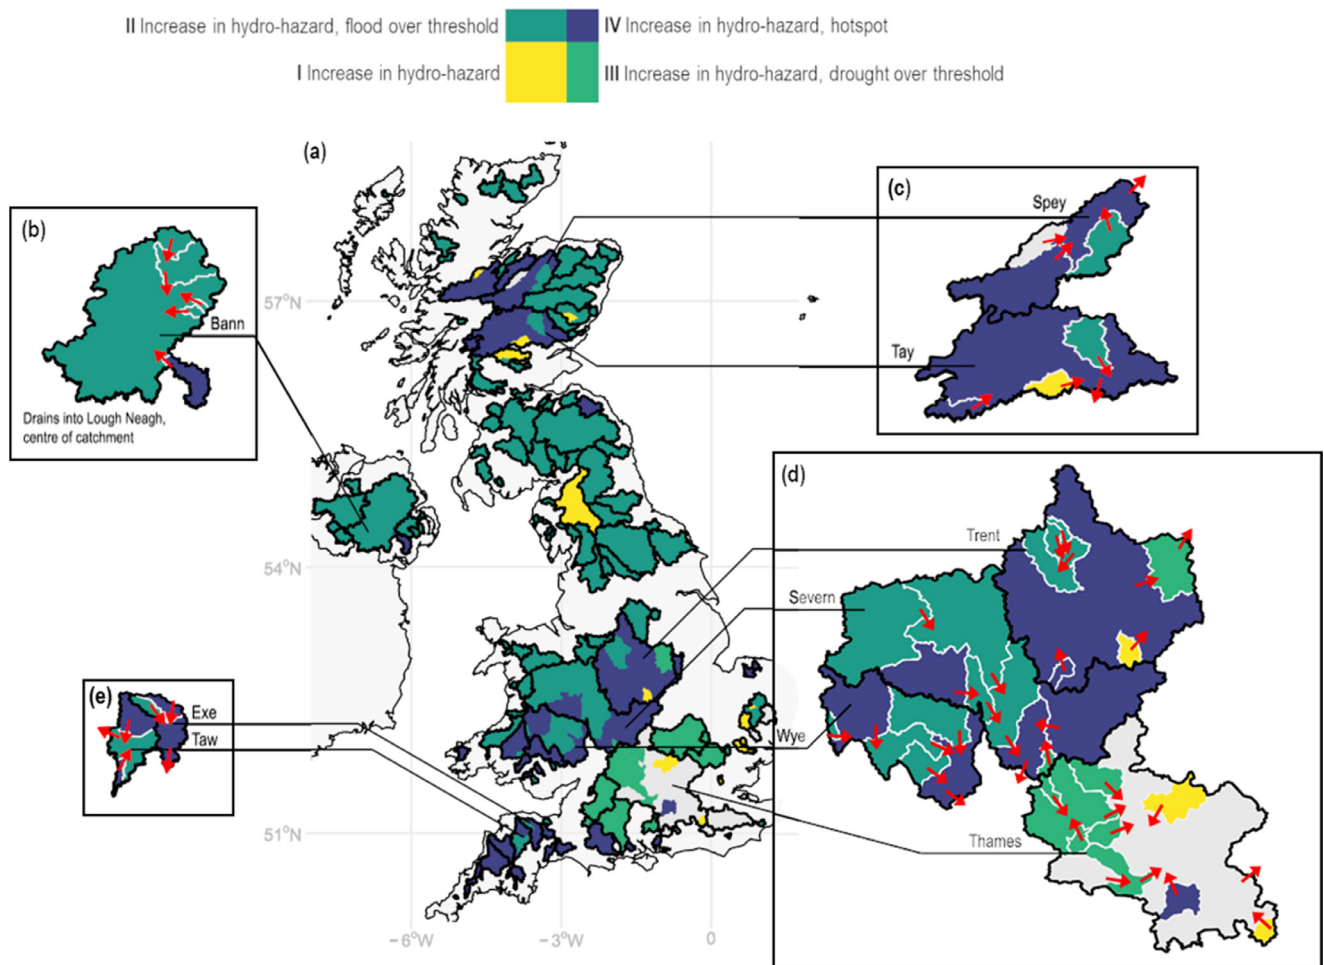 II Increase in hydro-hazard, flood over threshold
IV Increase in hydro-hazard, hotspot
I Increase in hydro-hazard
III Increase in hydro-hazard, drought over threshold
(a)
(b)
Bann
Drains into Lough Neagh,
centre of catchment
(c)
Spey
Tay
57°N
54°N
51°N
(d)
Trent
Severn
Wye
Thames
(e)
Exe
Taw
−6°W
−3°W
0